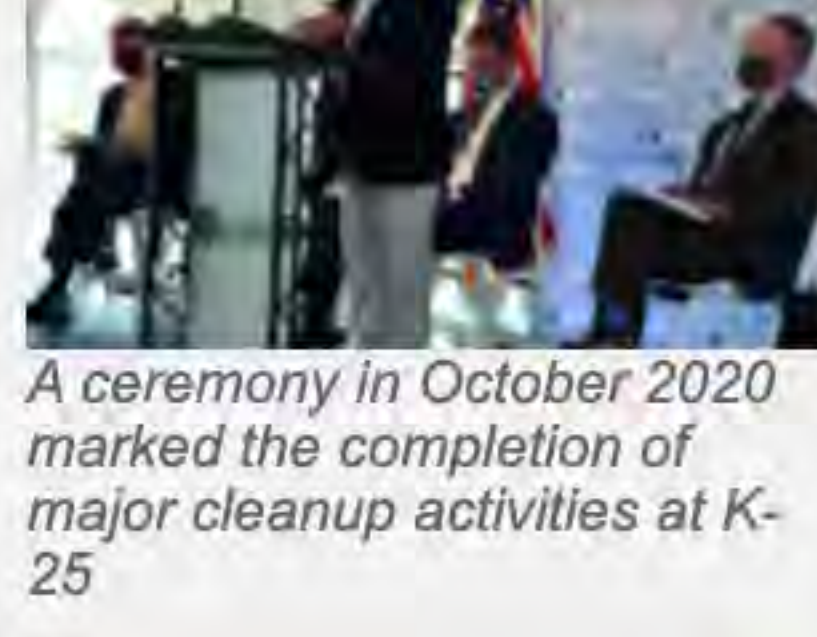 A ceremony in October 2020
marked the completion of
major cleanup activities at K-
25